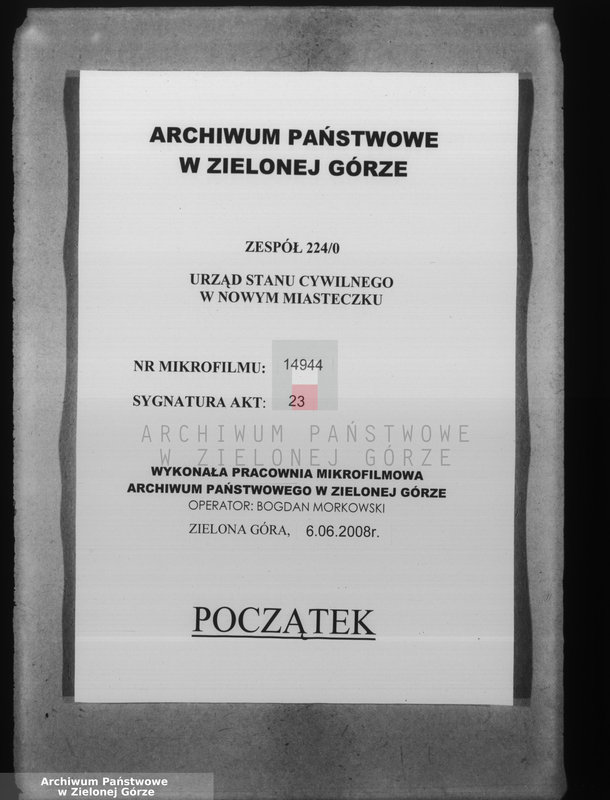 ARCHIWUM PAŃSTWOWE
W ZIELONEJ GÓRZE
ZESPÓŁ 224/0
URZĄD STANU CYWILNEGO
W NOWYM MIASTECZKU
NR MIKROFILMU: 14944
SYGNATURA AKT: 23
ARCHIWUM PAŃSTWOWE
W ZIELONEJ GÓRZE
WYKONAŁA PRACOWNIA MIKROFILMOWA
ARCHIWUM PAŃSTWOWEGO W ZIELONEJ GÓRZE
OPERATOR: BOGDAN MORKOWSKI
ZIELONA GÓRA, 6.06.2008r.
POCZĄTEK
Archiwum Państwowe
w Zielonej Górze